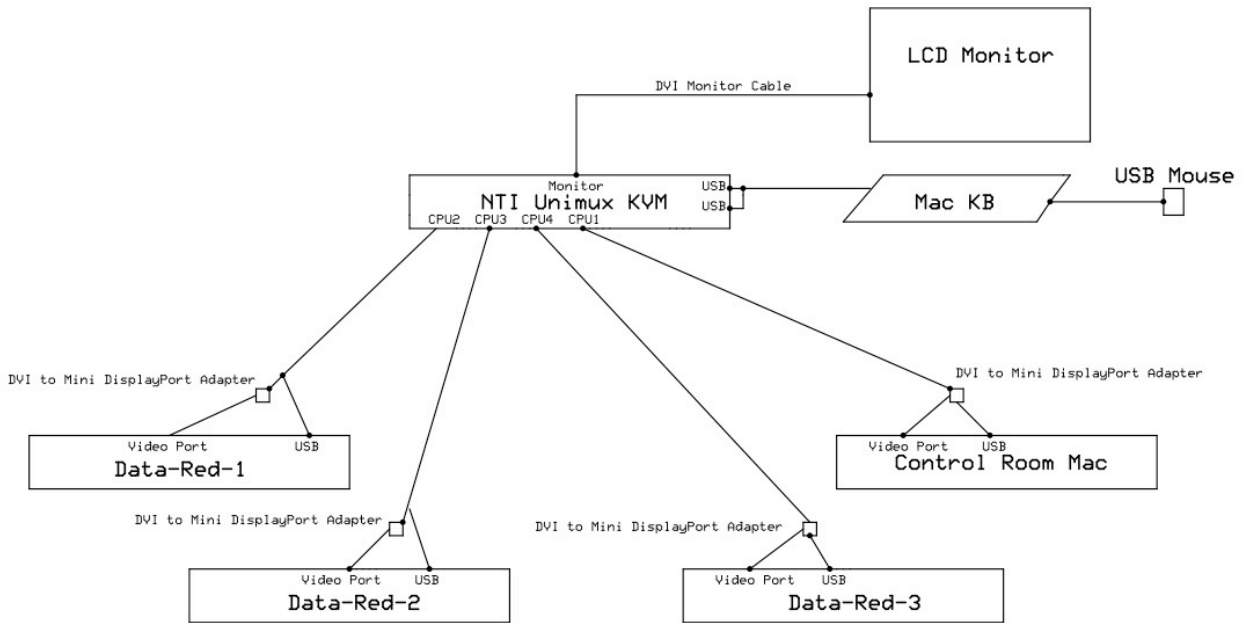 LCD Monitor
DVI Monitor Cable
USB Mouse
Monitor
USB
NTI Unimux KVM
USB
Mac KB
CPU2 CPU3 CPU4 CPU1
DVI to Mini DisplayPort Adapter
DVI to Mini DisplayPort Adapter
Video Port USB
Data-Red-1
Video Port USB
Control Room Mac
DVI to Mini DisplayPort Adapter
DVI to Mini DisplayPort Adapter
Video Port USB
Data-Red-2
Video Port USB
Data-Red-3